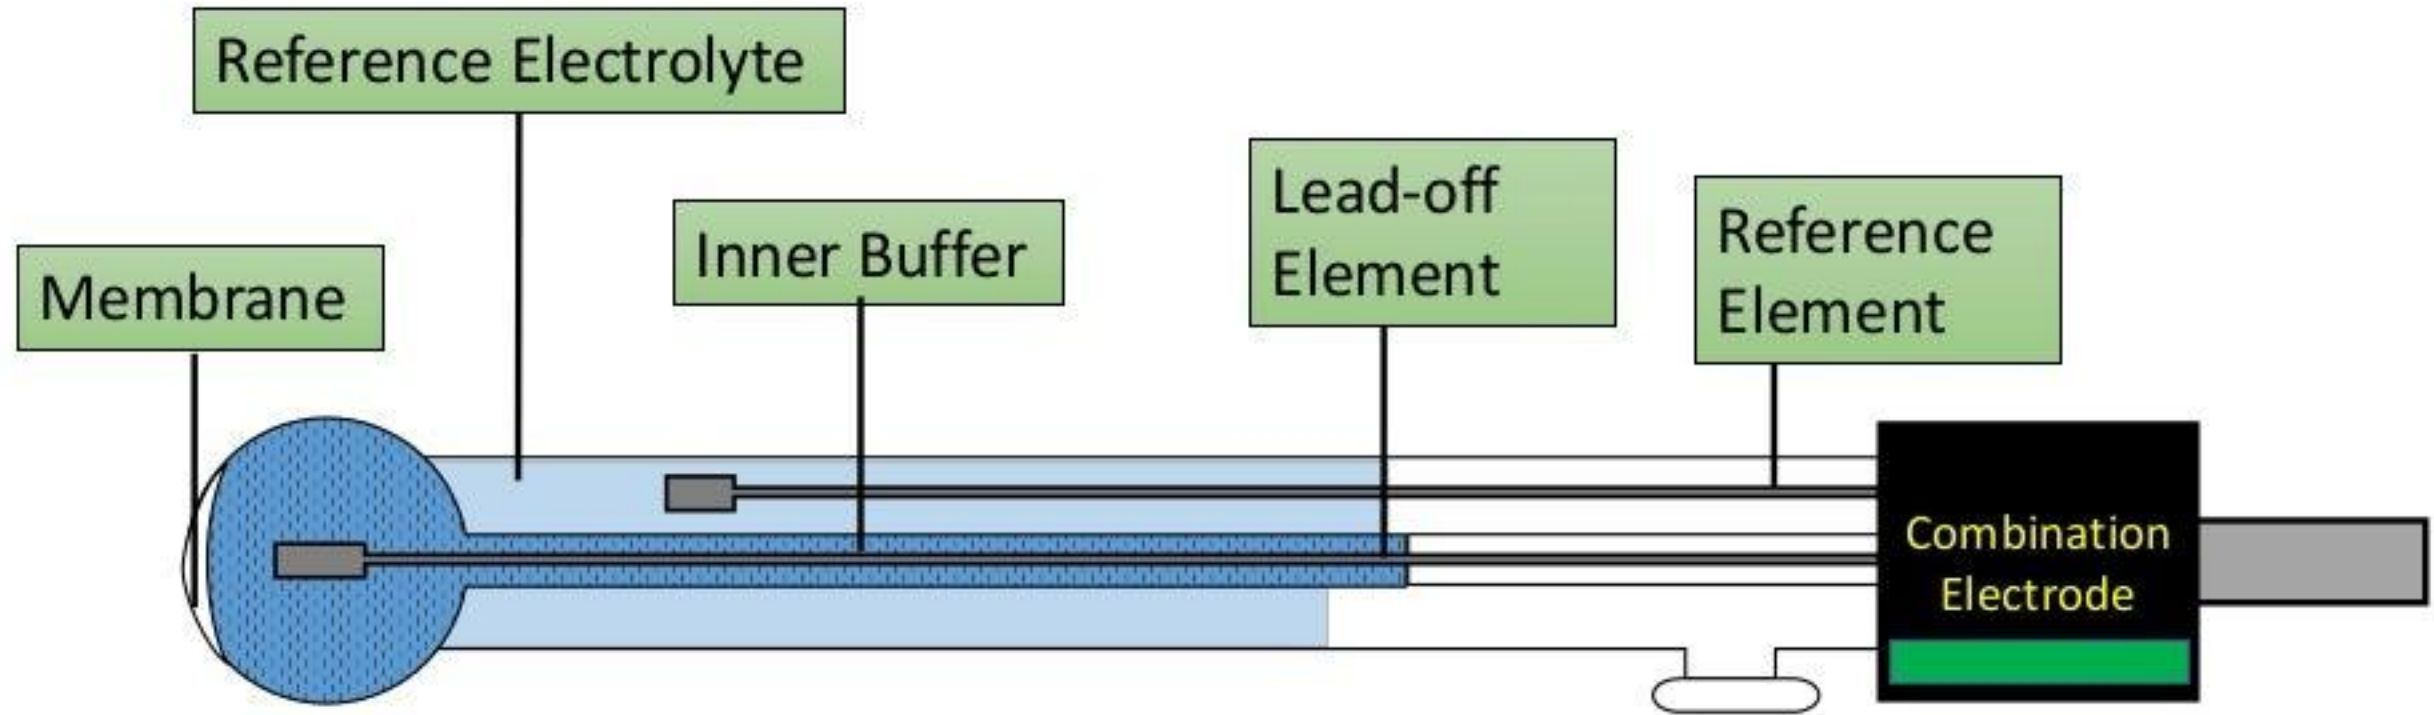 Reference Electrolyte
Membrane
Inner Buffer
Lead-off
Element
Reference
Element
Combination
Electrode